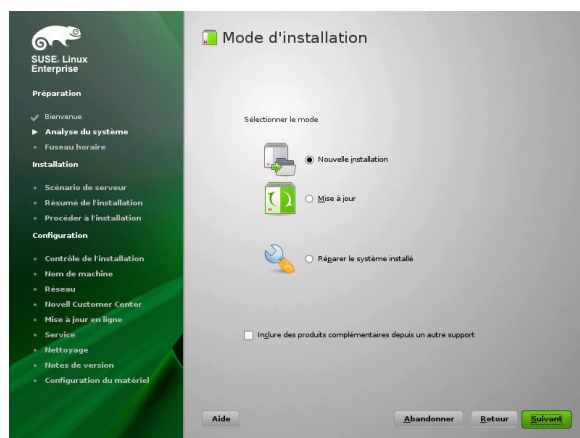 SUSE. Linux
Enterprise
Préparation
Bienvenue
Analyse du système
Fuseau horaire
Installation
Scénario de serveur
Résumé de l'installation
Procéder à l'installation
Configuration
Contrôle de l'installation
Nom de machine
Réseau
Novell Customer Center
Mise à jour en ligne
Service
Nettoyage
Notes de version
Configuration du matériel
Mode d'installation
Sélectionner le mode
Nouvelle installation
Mise à jour
Réparer le système installé
Inclure des produits complémentaires depuis un autre support
Aide
Abandonner
Retour
Suivant